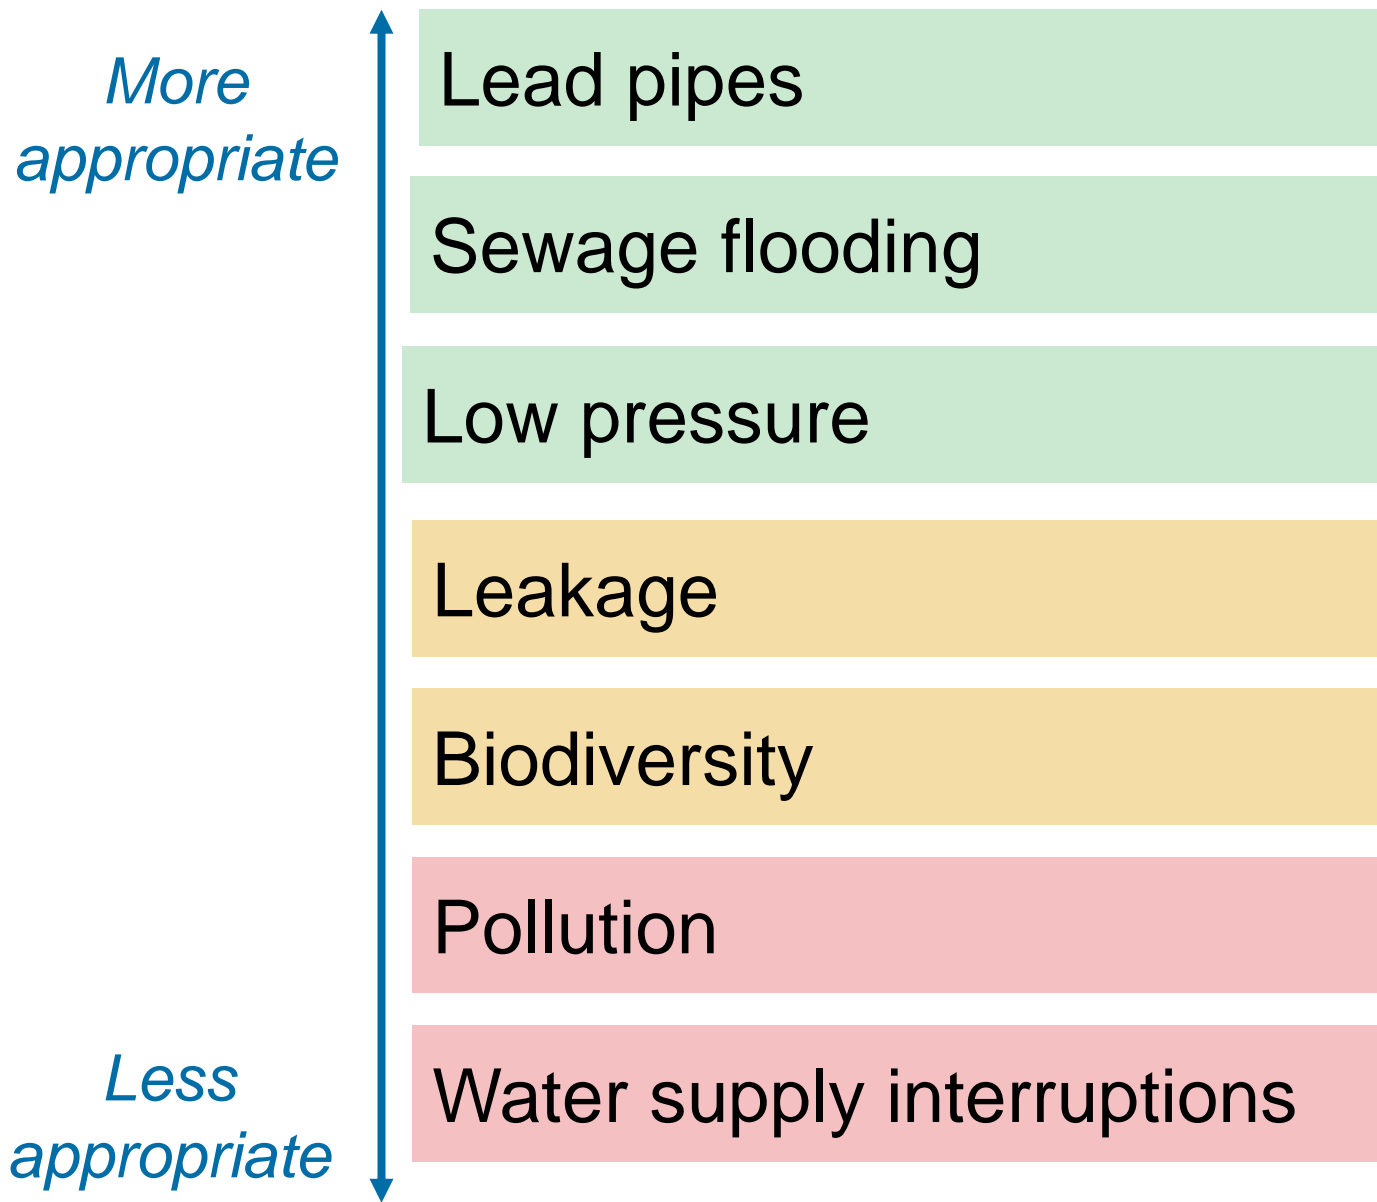 More
appropriate
Lead pipes
Sewage flooding
Low pressure
Leakage
Biodiversity
Pollution
Water supply interruptions
Less
appropriate